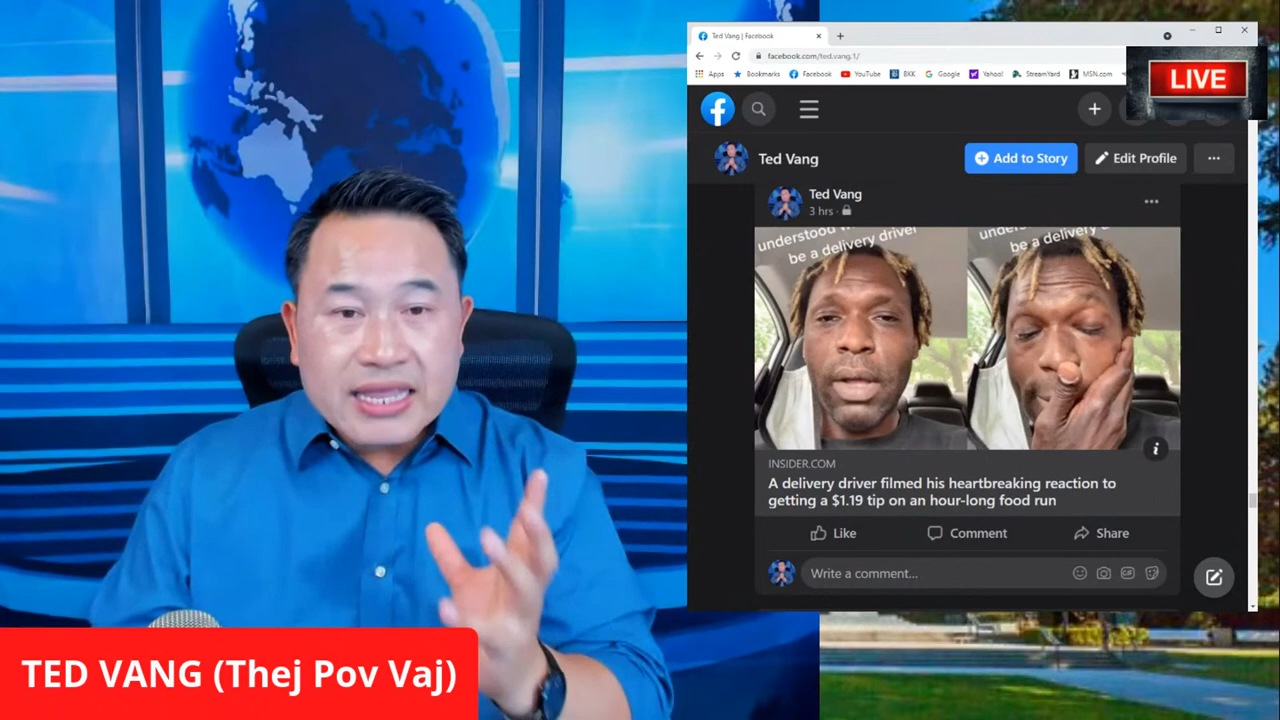 Ted Vang | Facebook
facebook.com/ted.vang.1/
Apps Bookmarks Facebook YouTube BKK Google Yahoo! StreamYard MSN.com
LIVE
Ted Vang
Add to Story
Edit Profile
Ted Vang
3 hrs
understood
be a delivery driver
be a delivery
INSIDER.COM
A delivery driver filmed his heartbreaking reaction to
getting a $1.19 tip on an hour-long food run
Like Comment Share
Write a comment...
GIF
TED VANG (Thej Pov Vaj)